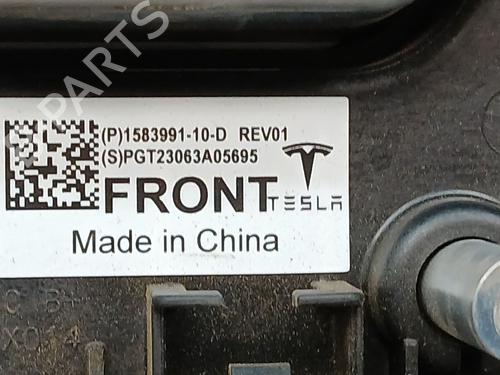 (P)1583991-10-D REV01
(S)PGT23063A05695
FRONT
TESLA
Made in China
C B+
B-PARTS